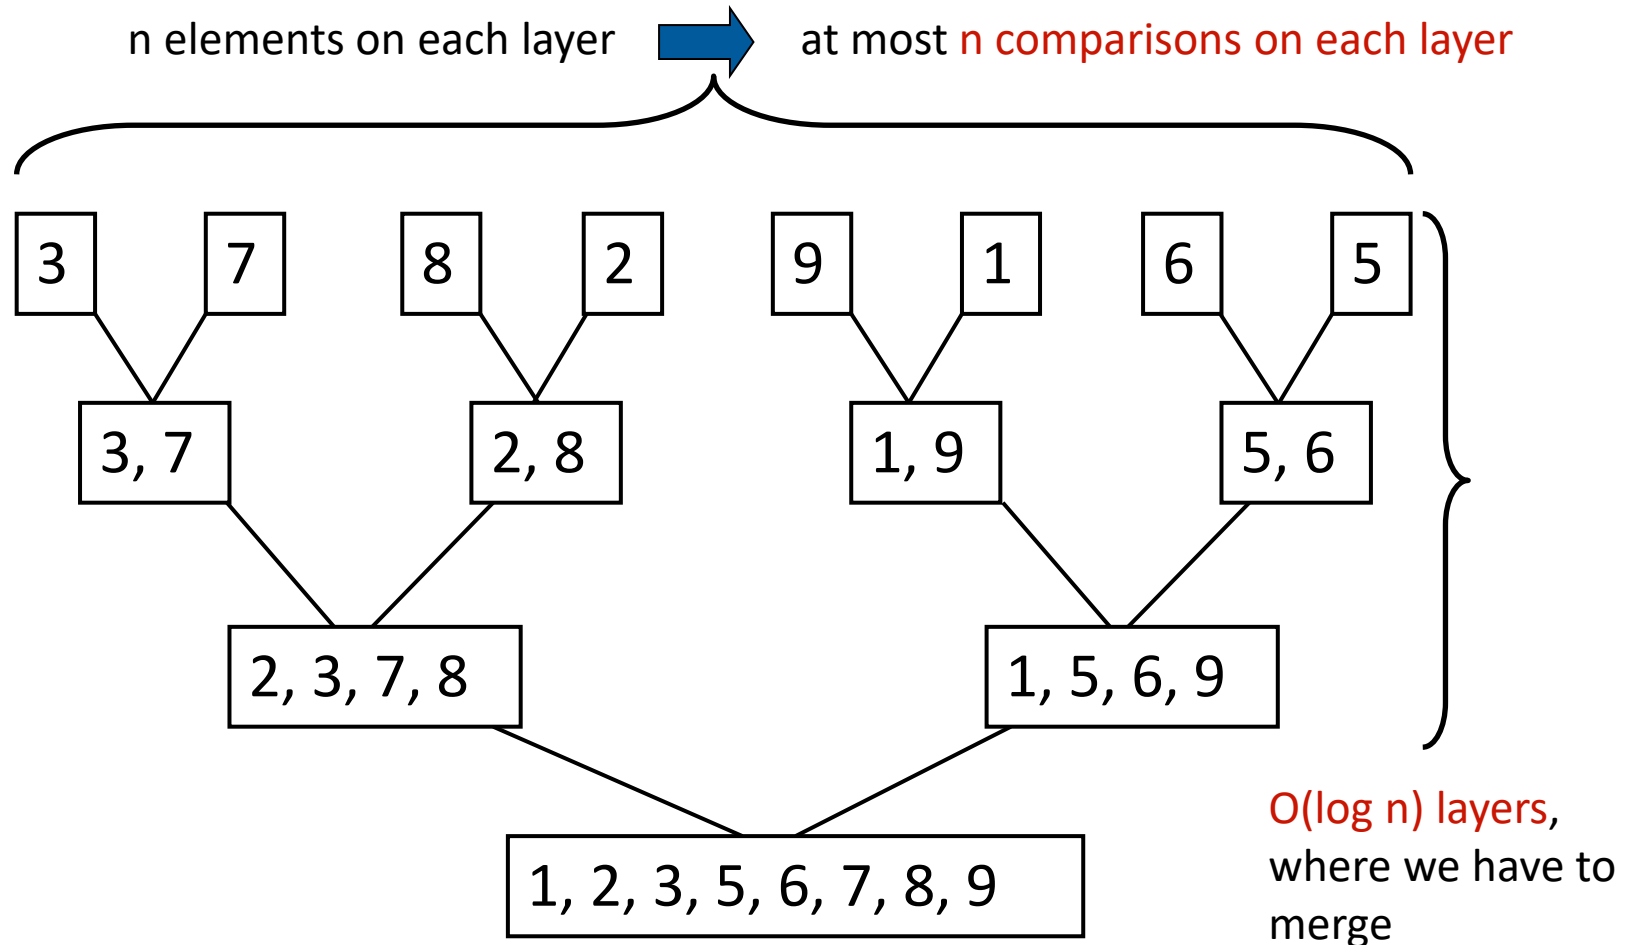 n elements on each layer at most n comparisons on each layer
3 7 8 2 9 1 6 5
3, 7 2, 8 1, 9 5, 6
2, 3, 7, 8 1, 5, 6, 9
O(log n) layers,
where we have to
merge
1, 2, 3, 5, 6, 7, 8, 9